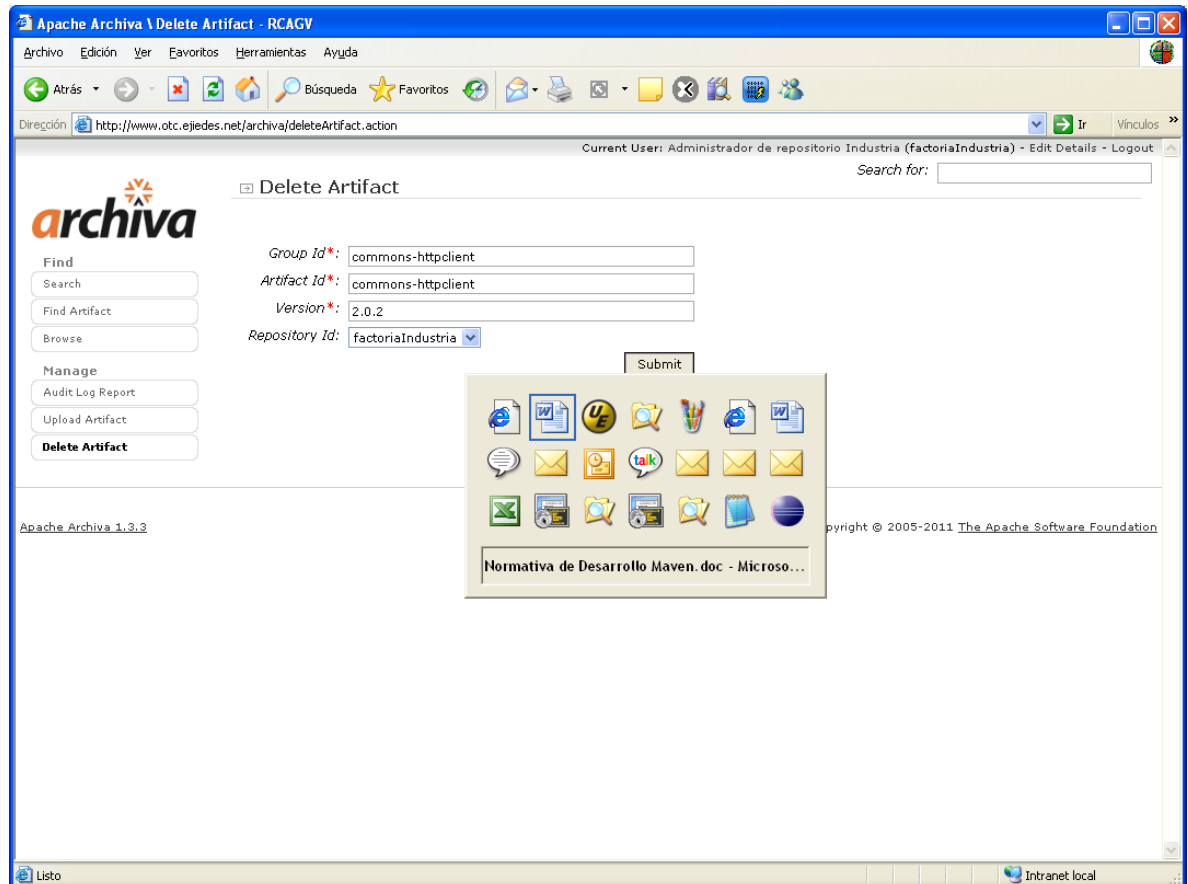 Apache Archiva \ Delete Artifact - RCAGV
Archivo Edición Ver Favoritos Herramientas Ayuda
Atrás Búsqueda Favoritos
Dirección http://www.otc.ejiedes.net/archiva/deleteArtifact.action Ir Vínculos »
Current User: Administrador de repositorio Industria (factoriaIndustria) - Edit Details - Logout
Search for:
archiva
Delete Artifact
Find
Search
Find Artifact
Browse
Manage
Audit Log Report
Upload Artifact
Delete Artifact
Group Id*: commons-httpclient
Artifact Id*: commons-httpclient
Version*: 2.0.2
Repository Id: factoriaIndustria
Submit
talk
Normativa de Desarrollo Maven.doc - Microso...
Apache Archiva 1.3.3
pyright © 2005-2011 The Apache Software Foundation
Listo
Intranet local